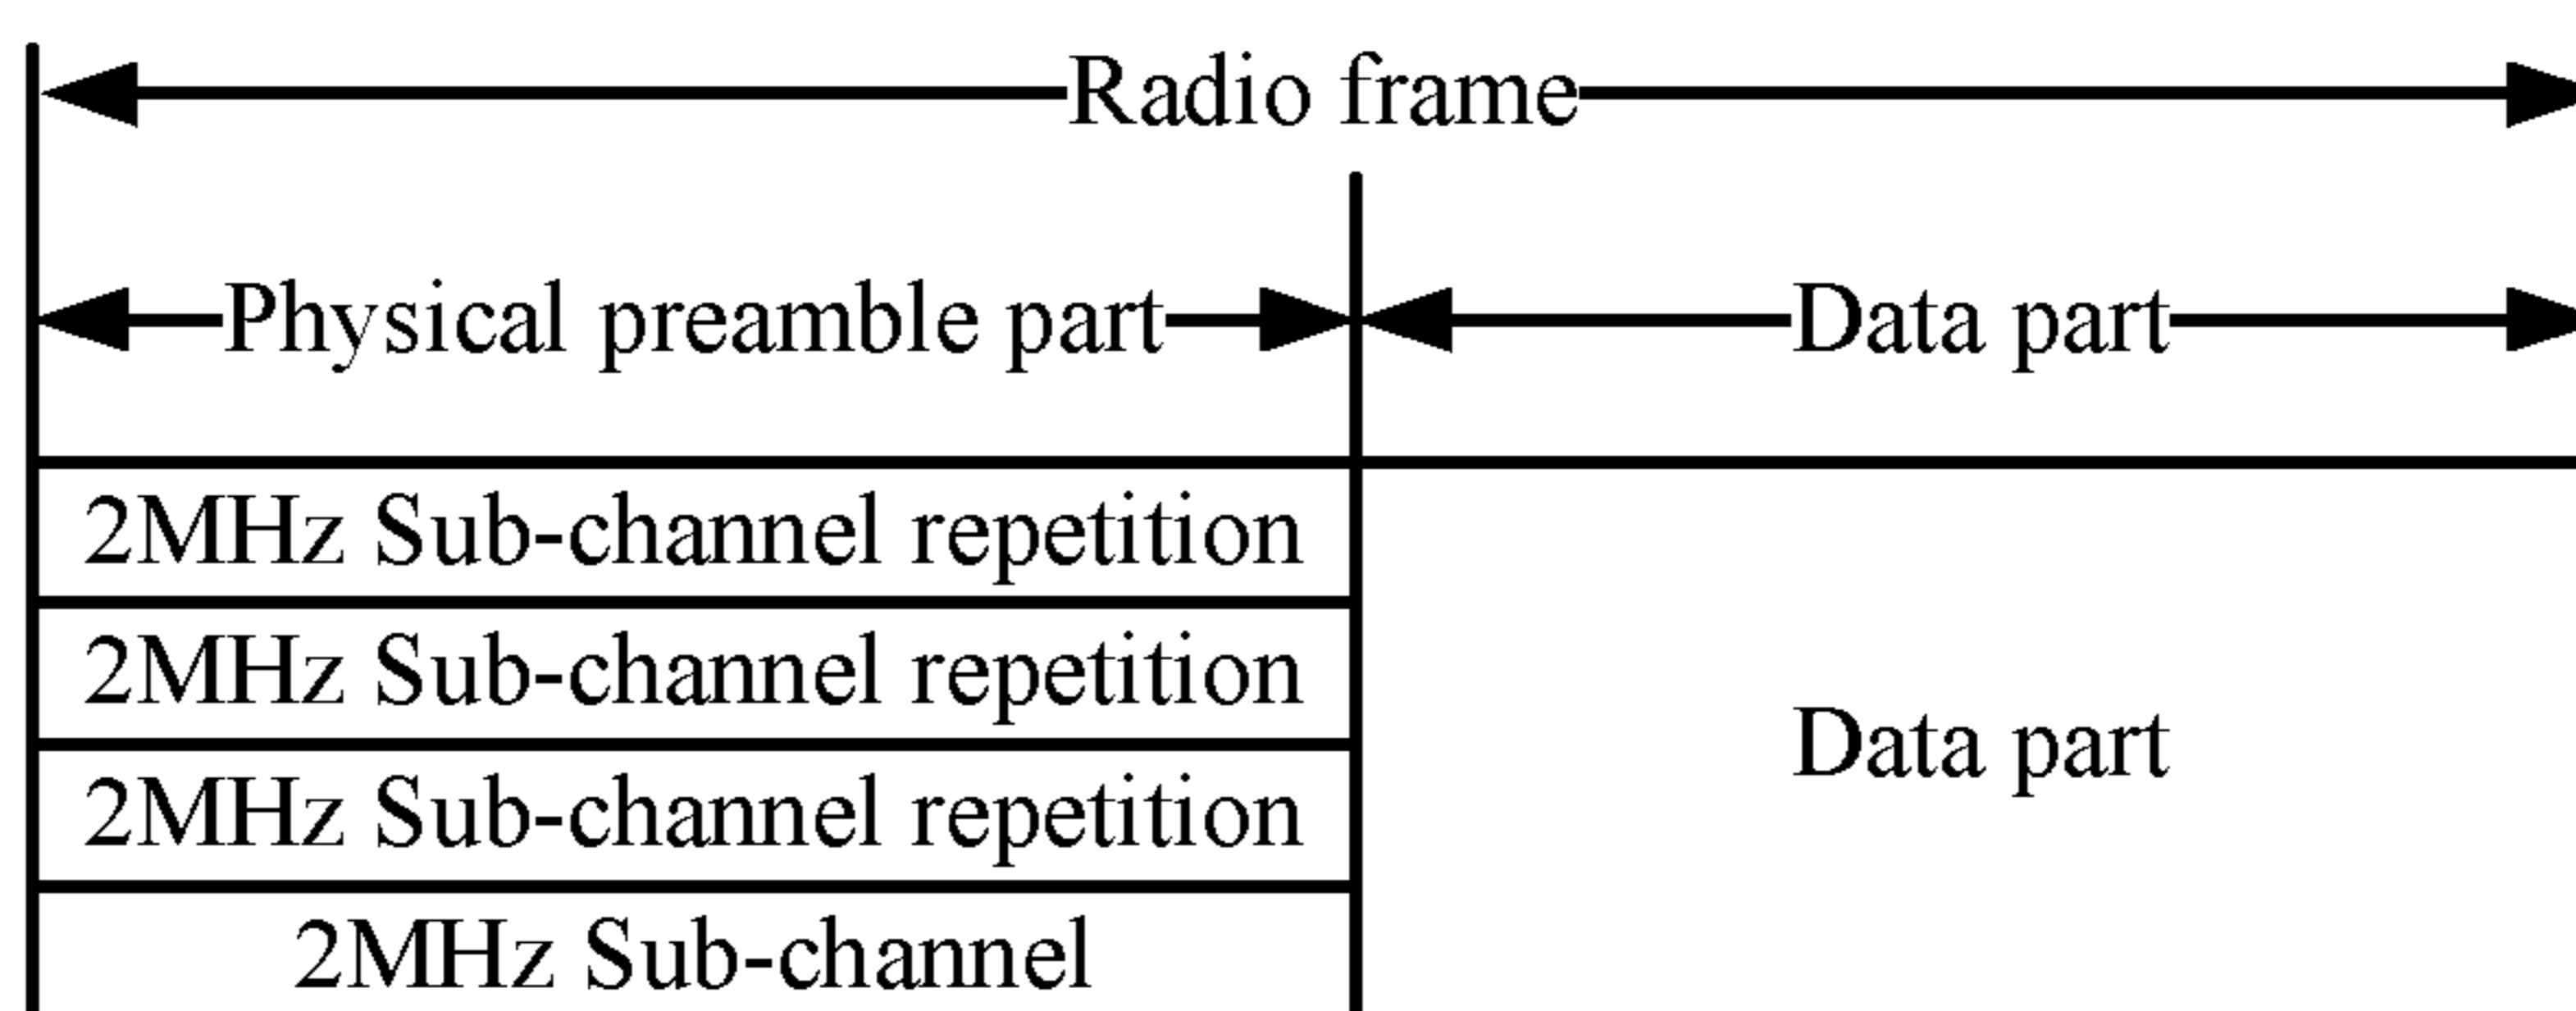 Radio frame
Physical preamble part
Data part
2MHz Sub-channel repetition
2MHz Sub-channel repetition
2MHz Sub-channel repetition
2MHz Sub-channel
Data part